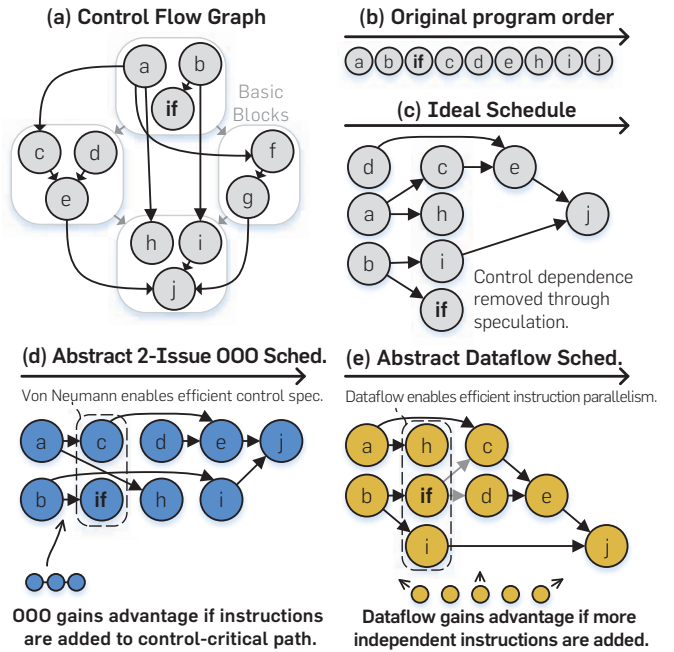 (a) Control Flow Graph
a
b
if
Basic
Blocks
c
d
e
f
g
h
i
j
(b) Original program order
a b if c d e h i j
(c) Ideal Schedule
d c e
a h
j
b i
if
Control dependence
removed through
speculation.
(d) Abstract 2-Issue OOO Sched.
Von Neumann enables efficient control spec.
a c d e j
b if h i
OOO gains advantage if instructions
are added to control-critical path.
(e) Abstract Dataflow Sched.
Dataflow enables efficient instruction parallelism.
a h c
b if d e
i j
Dataflow gains advantage if more
independent instructions are added.